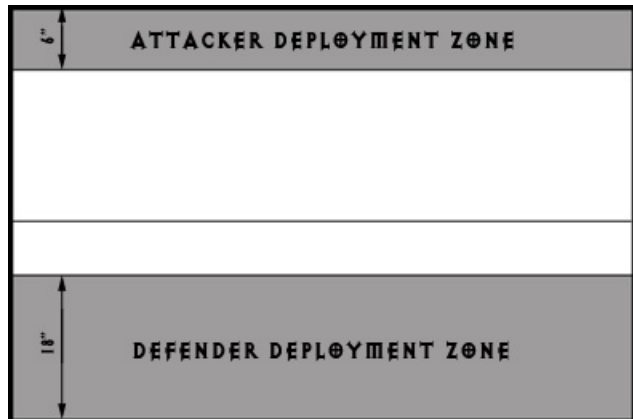 6"
ATTACKER DEPLOYMENT ZONE
18"
DEFENDER DEPLOYMENT ZONE